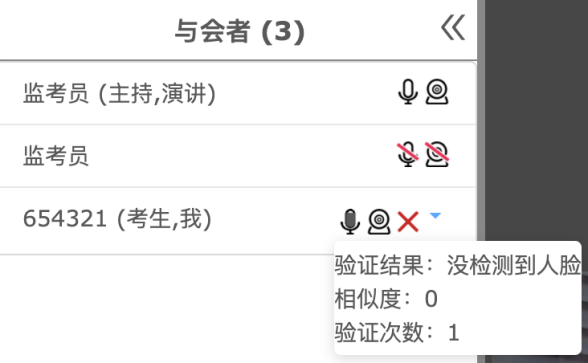 与会者 (3)
监考员 (主持,演讲)
监考员
654321 (考生,我)
验证结果：没检测到人脸
相似度：0
验证次数：1